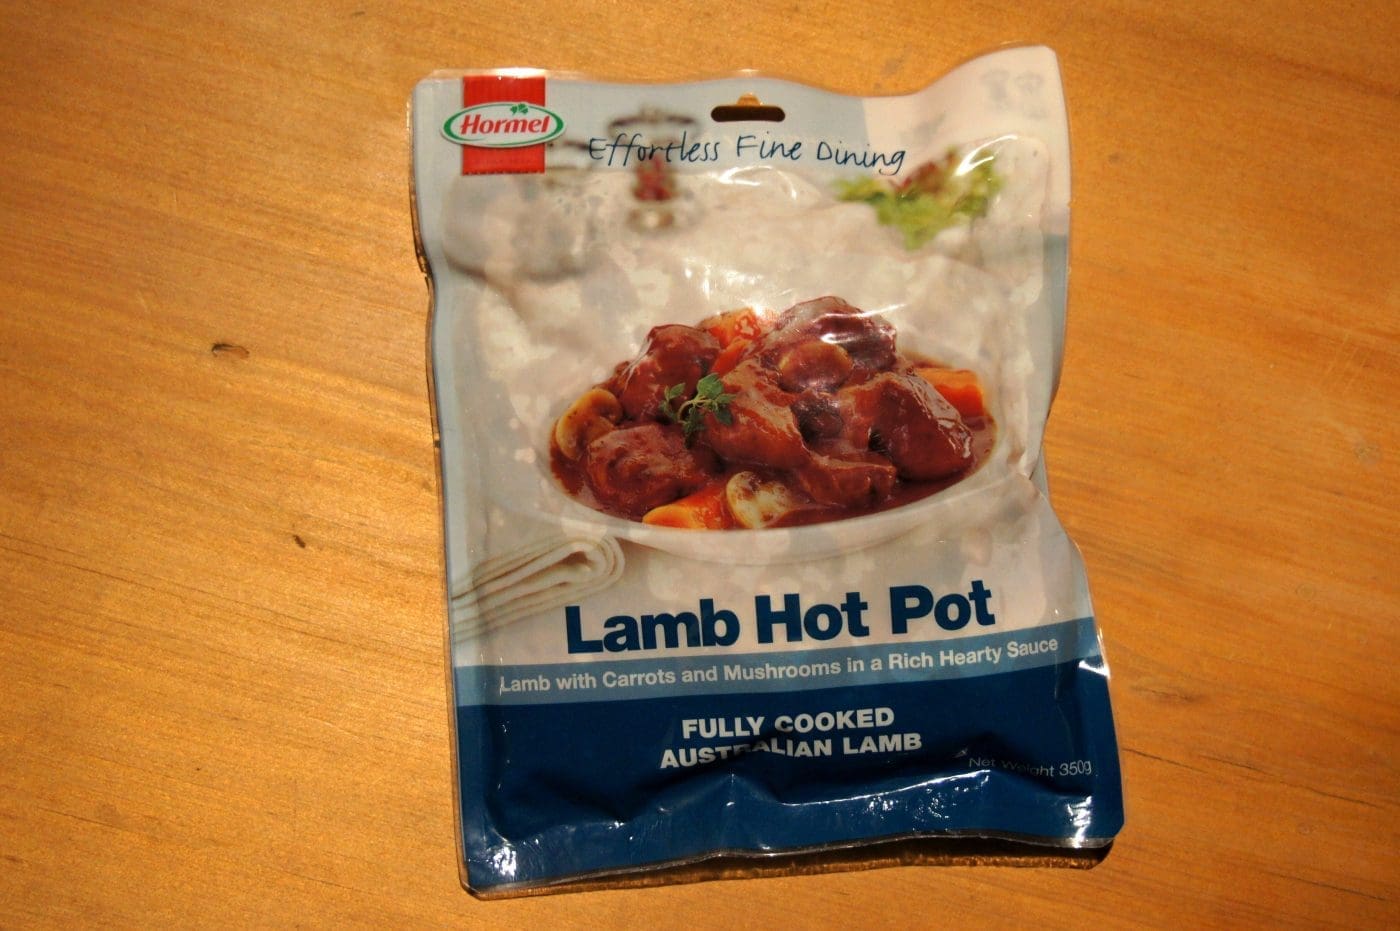 Hormel
Effortless Fine Dining
Lamb Hot Pot
Lamb with Carrots and Mushrooms in a Rich Hearty Sauce
FULLY COOKED
AUSTRALIAN LAMB
Net Weight 350g